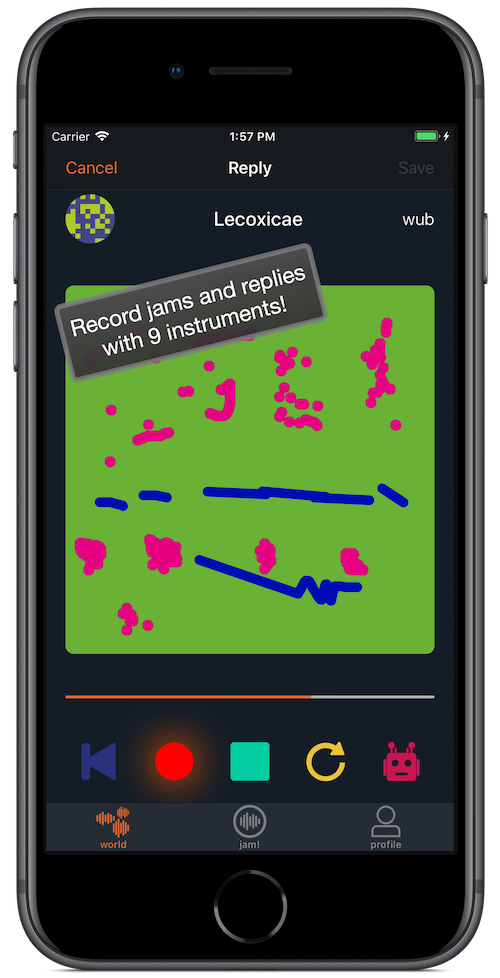 Carrier 1:57 PM
Cancel Reply Save
Lecoxicae wub
Record jams and replies
with 9 instruments!
world jam! profile